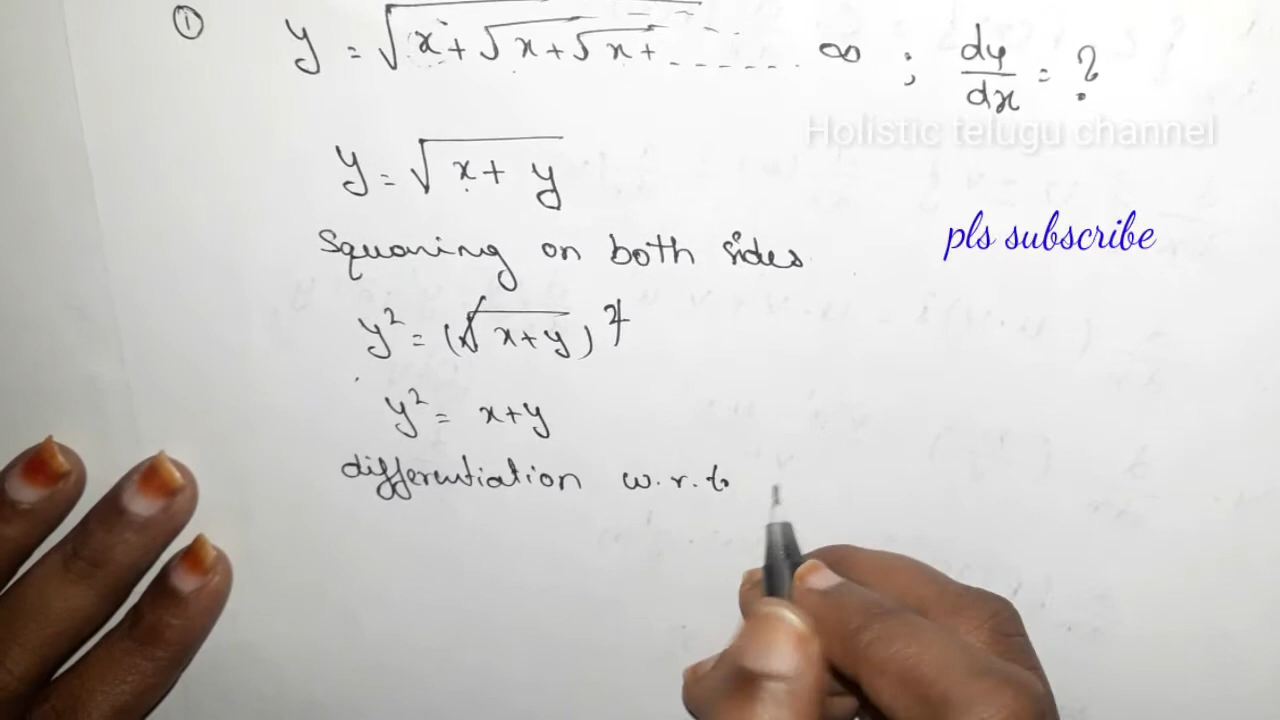 ① y = √x + √x + √x + ....... ∞ ; dy/dx = ?
Holistic telugu channel
y = √x + y
pls subscribe
Squaring on both sides
y² = (√x+y)²
y² = x+y
differentiation w.r.to